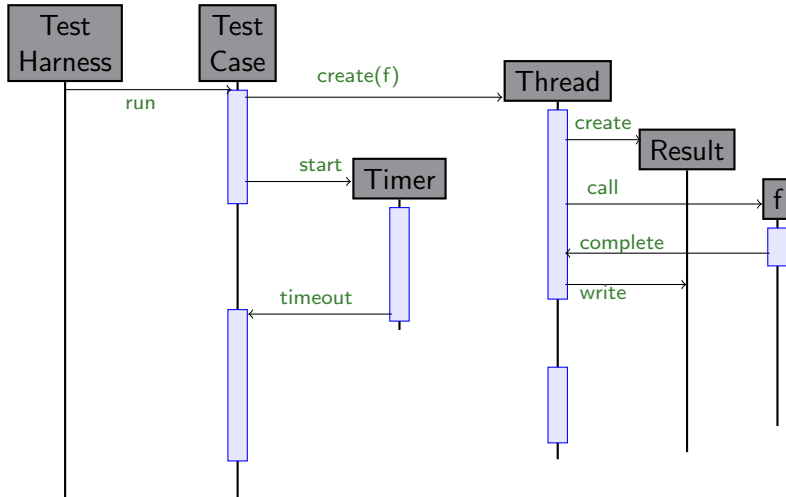 Test
Harness
Test
Case
create(f)
Thread
run
create
Result
start
Timer
call
f
complete
timeout
write